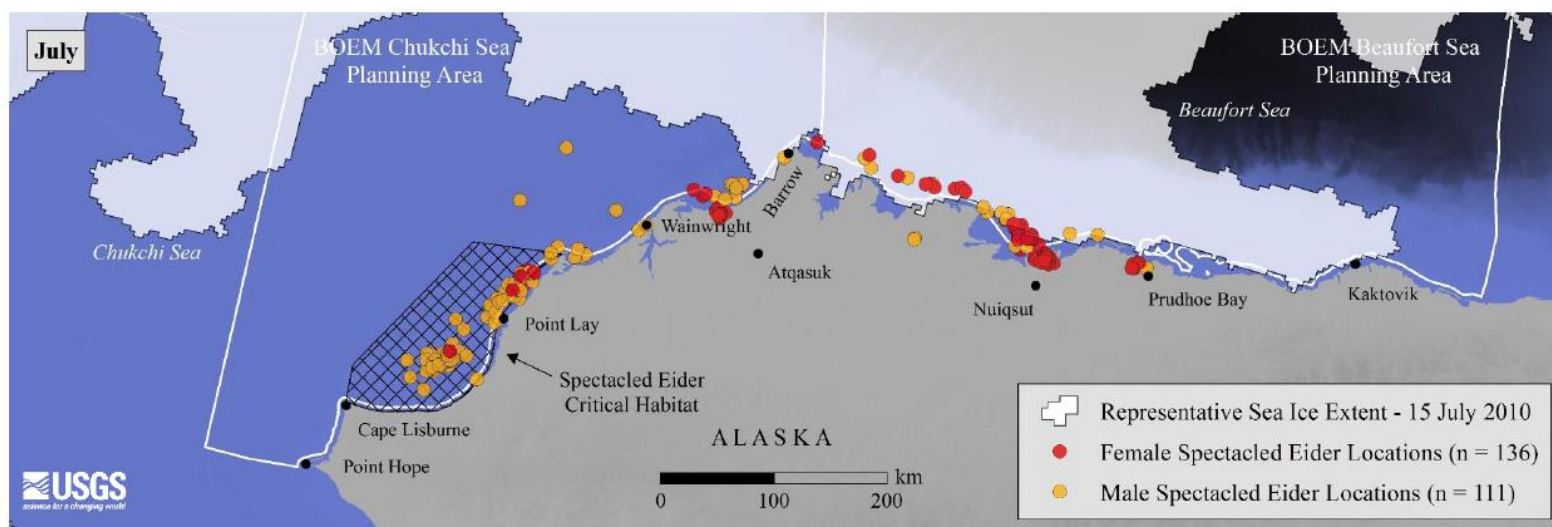 July
BOEM Chukchi Sea
Planning Area
BOEM Beaufort Sea
Planning Area
Beaufort Sea
Chukchi Sea
Barrow
Wainwright
Atqasuk
Nuiqsut
Prudhoe Bay
Kaktovik
Point Lay
Spectacled Eider
Critical Habitat
Cape Lisburne
Point Hope
ALASKA
km
0 100 200
Representative Sea Ice Extent - 15 July 2010
Female Spectacled Eider Locations (n = 136)
Male Spectacled Eider Locations (n = 111)
USGS
science for a changing world